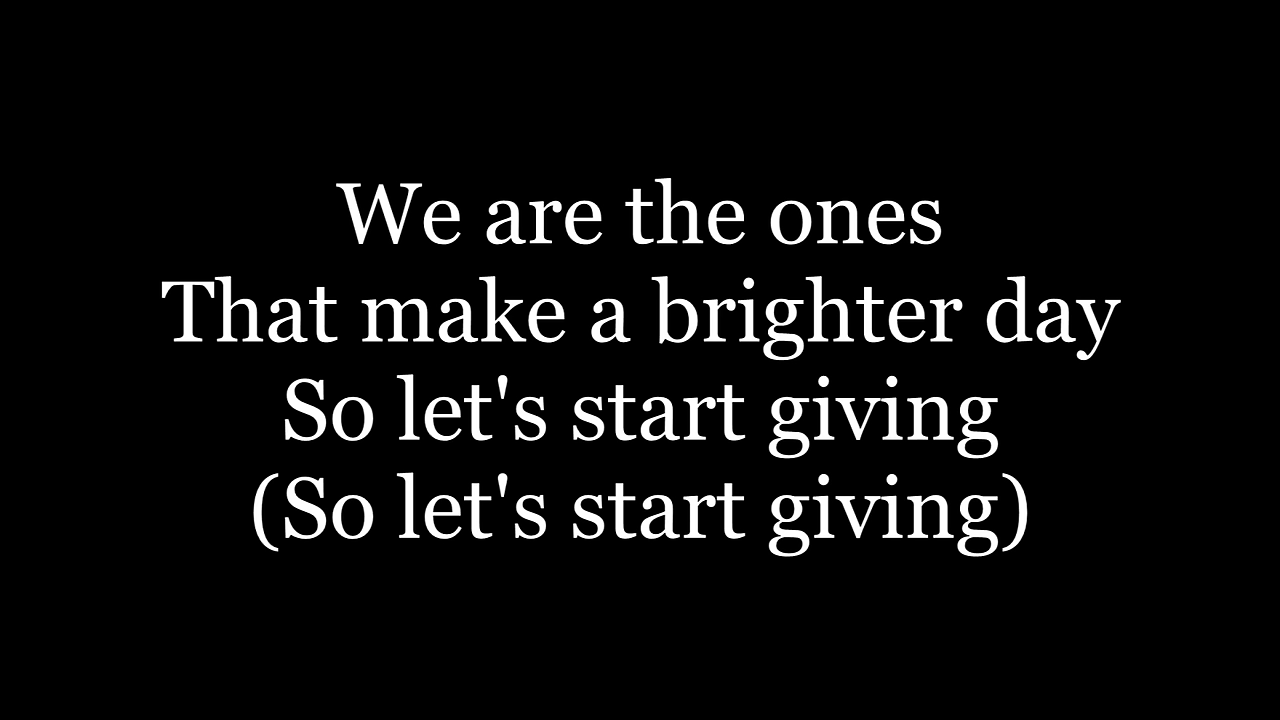 We are the ones
That make a brighter day
So let's start giving
(So let's start giving)